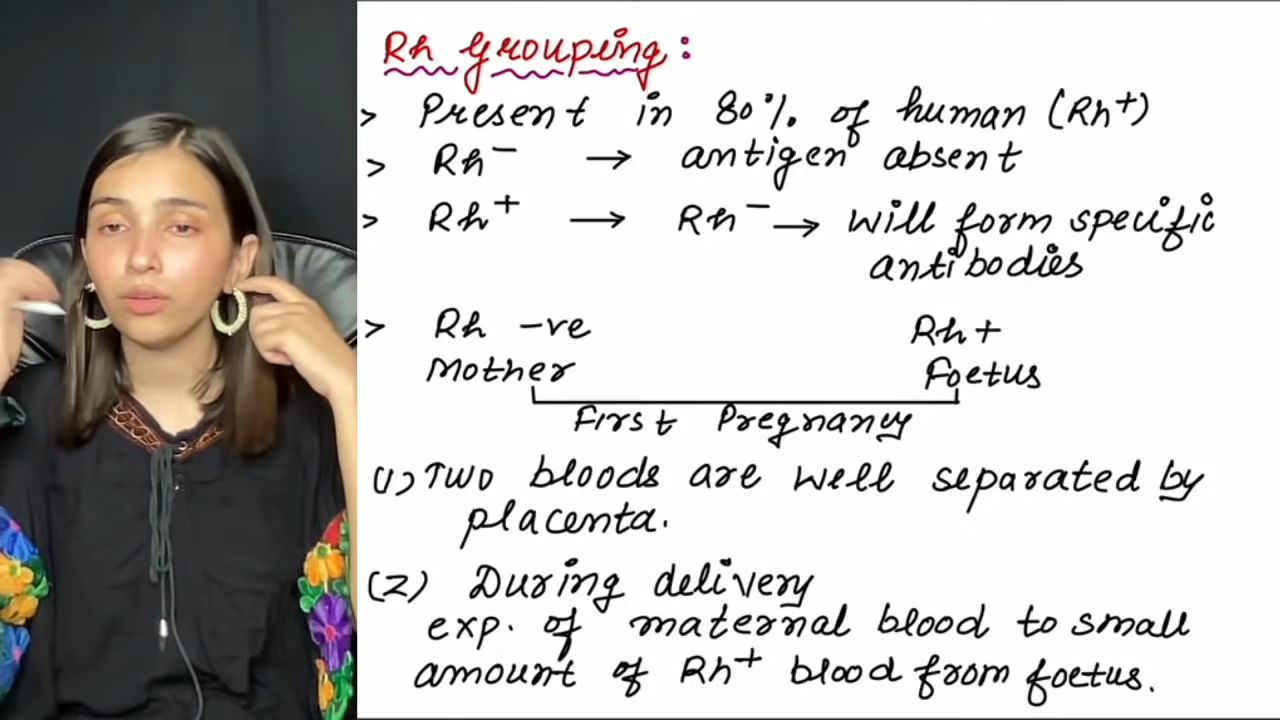 Rh grouping:
> Present in 80% of human (Rh+)
> Rh⁻ → antigen absent
> Rh⁺ → Rh⁻ → will form specific
antibodies
> Rh -ve Rh+
Mother Foetus
First Pregnancy
(1) Two bloods are well separated by
placenta.
(2) During delivery
exp. of maternal blood to small
amount of Rh⁺ blood from foetus.